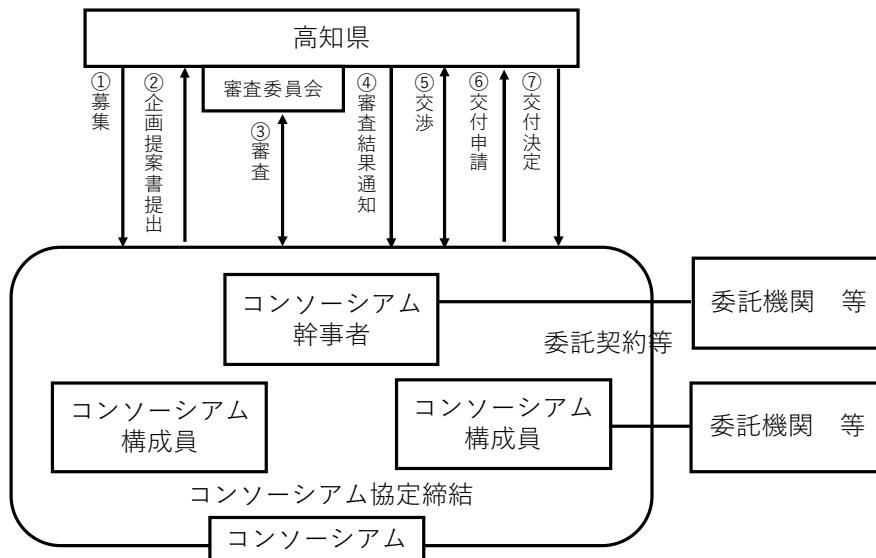 高知県
審査委員会
①募集
②企画提案書提出
③審査
④審査結果通知
⑤交渉
⑥交付申請
⑦交付決定
コンソーシアム
幹事者
委託機関　等
委託契約等
コンソーシアム
構成員
コンソーシアム
構成員
委託機関　等
コンソーシアム協定締結
コンソーシアム